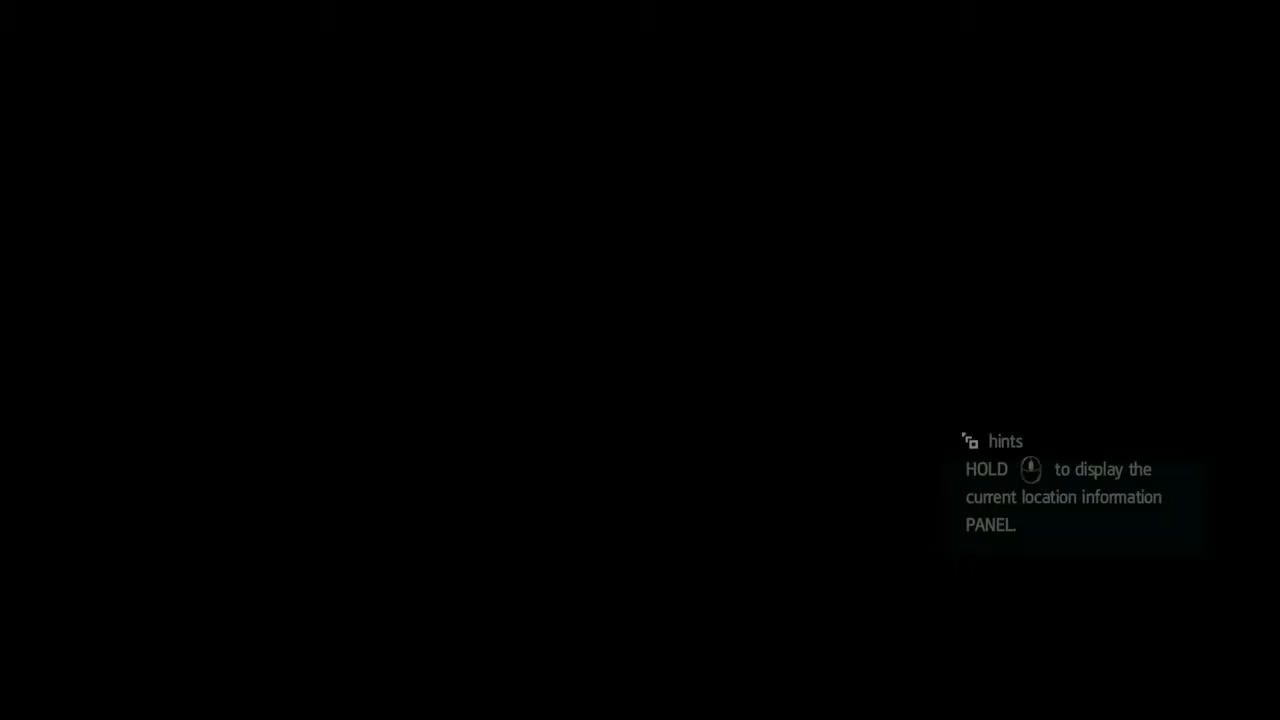 hints
HOLD to display the
current location information
PANEL.